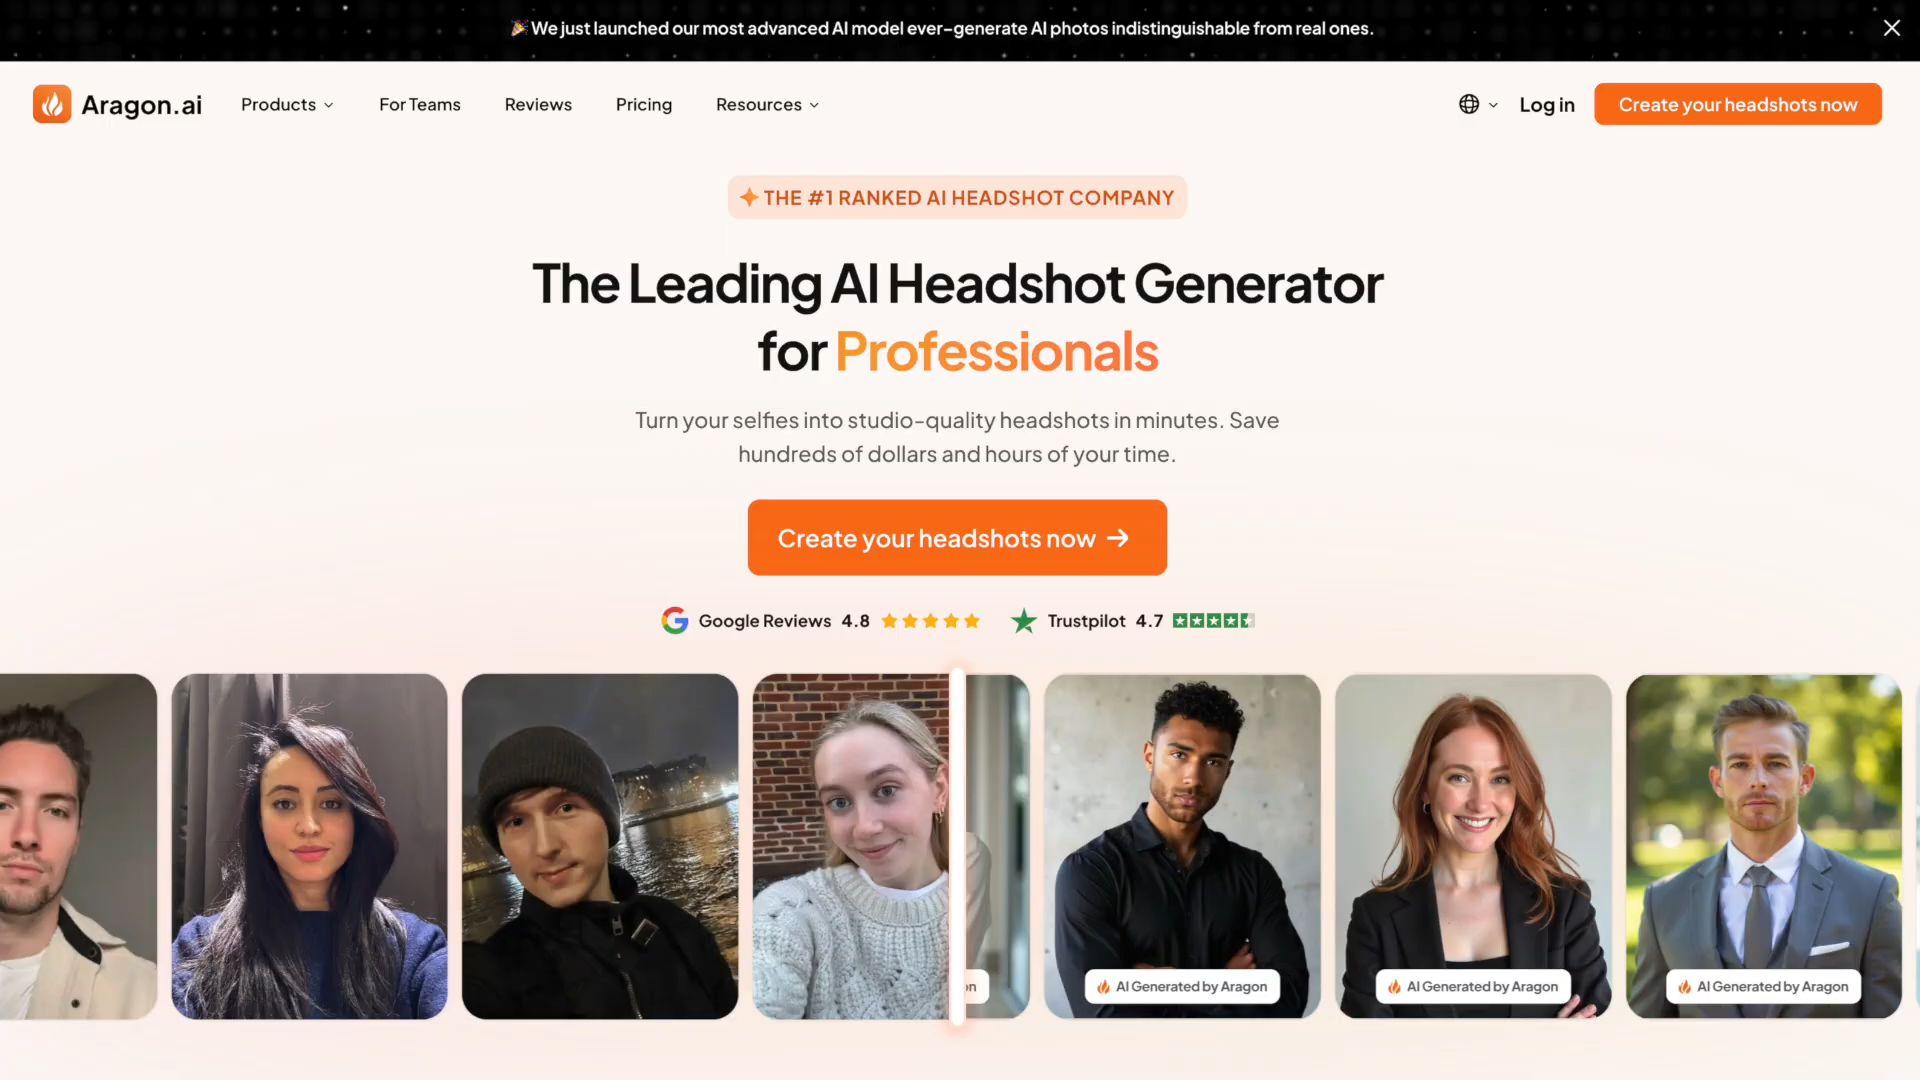 🎉We just launched our most advanced AI model ever–generate AI photos indistinguishable from real ones.
Aragon.ai
Products
For Teams
Reviews
Pricing
Resources
Log in
Create your headshots now
THE #1 RANKED AI HEADSHOT COMPANY
The Leading AI Headshot Generator
for Professionals
Turn your selfies into studio-quality headshots in minutes. Save
hundreds of dollars and hours of your time.
Create your headshots now →
Google Reviews 4.8
Trustpilot 4.7
on
AI Generated by Aragon
AI Generated by Aragon
AI Generated by Aragon